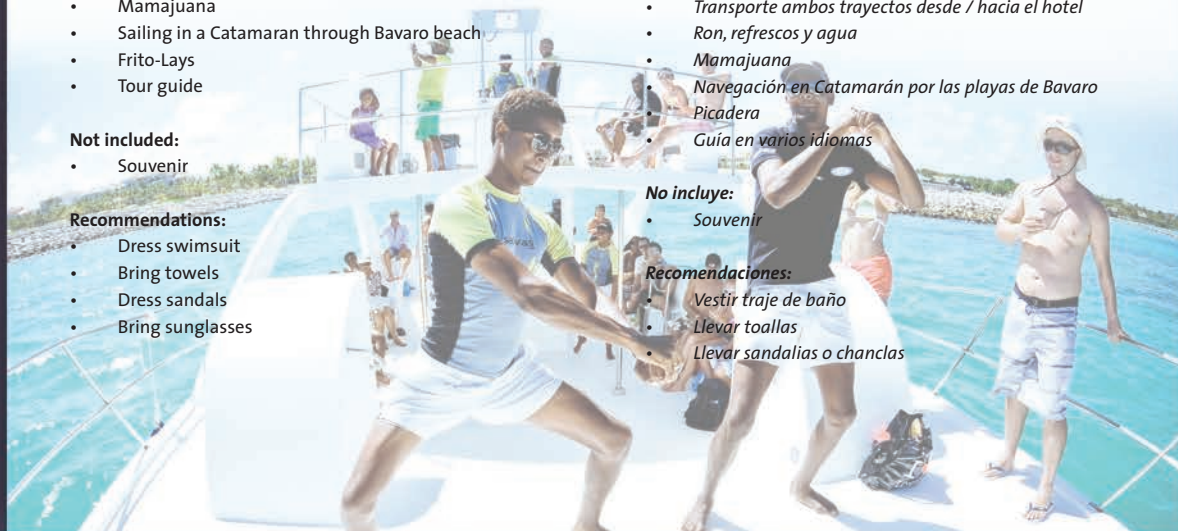 • Mamajuana
• Sailing in a Catamaran through Bavaro beach
• Frito-Lays
• Tour guide
Not included:
• Souvenir
Recommendations:
• Dress swimsuit
• Bring towels
• Dress sandals
• Bring sunglasses
• Transporte ambos trayectos desde / hacia el hotel
• Ron, refrescos y agua
• Mamajuana
• Navegación en Catamarán por las playas de Bavaro
• Picadera
• Guía en varios idiomas
No incluye:
• Souvenir
Recomendaciones:
• Vestir traje de baño
• Llevar toallas
• Llevar sandalias o chanclas